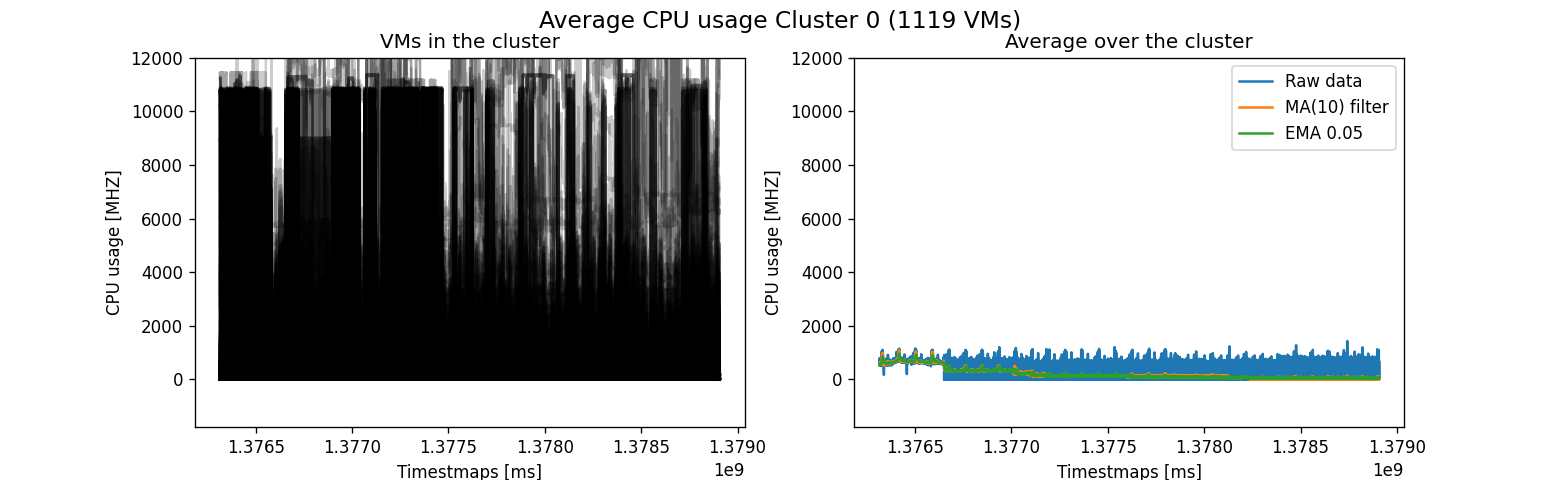 Average CPU usage Cluster 0 (1119 VMs)
VMs in the cluster
12000
10000
8000
6000
4000
2000
0
CPU usage [MHZ]
1.3765 1.3770 1.3775 1.3780 1.3785 1.3790
1e9
Timestmaps [ms]
Average over the cluster
12000
10000
8000
6000
4000
2000
0
CPU usage [MHZ]
Raw data
MA(10) filter
EMA 0.05
1.3765 1.3770 1.3775 1.3780 1.3785 1.3790
1e9
Timestmaps [ms]